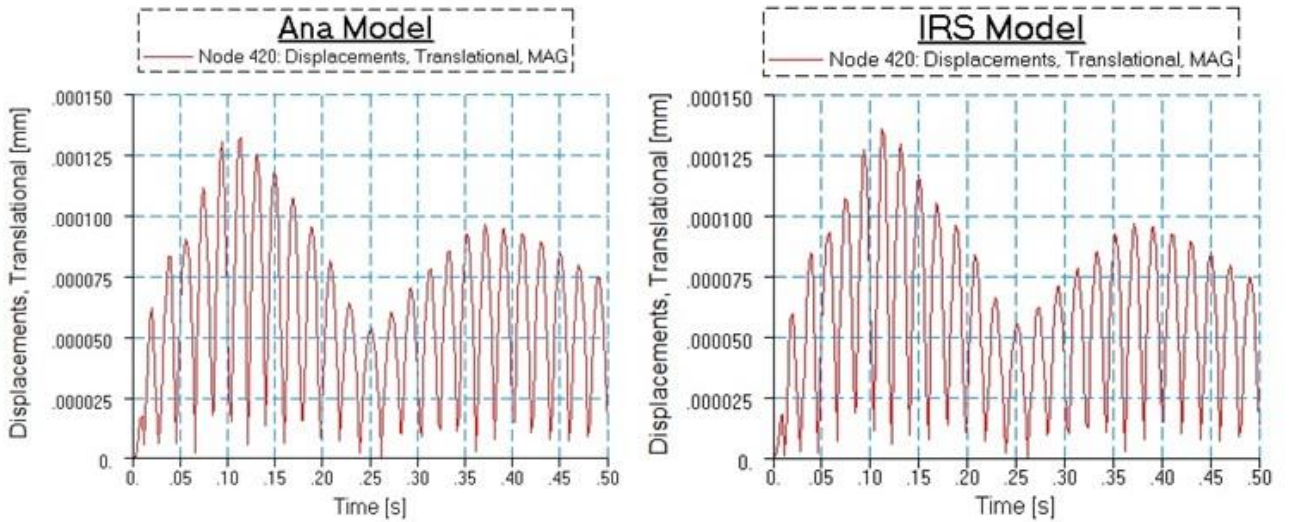 Ana Model
Node 420: Displacements, Translational, MAG
Displacements, Translational [mm]
.000150
.000125
.000100
.000075
.000050
.000025
0.
0. .05 .10 .15 .20 .25 .30 .35 .40 .45 .50
Time [s]
IRS Model
Node 420: Displacements, Translational, MAG
Displacements, Translational [mm]
.000150
.000125
.000100
.000075
.000050
.000025
0.
0. .05 .10 .15 .20 .25 .30 .35 .40 .45 .50
Time [s]